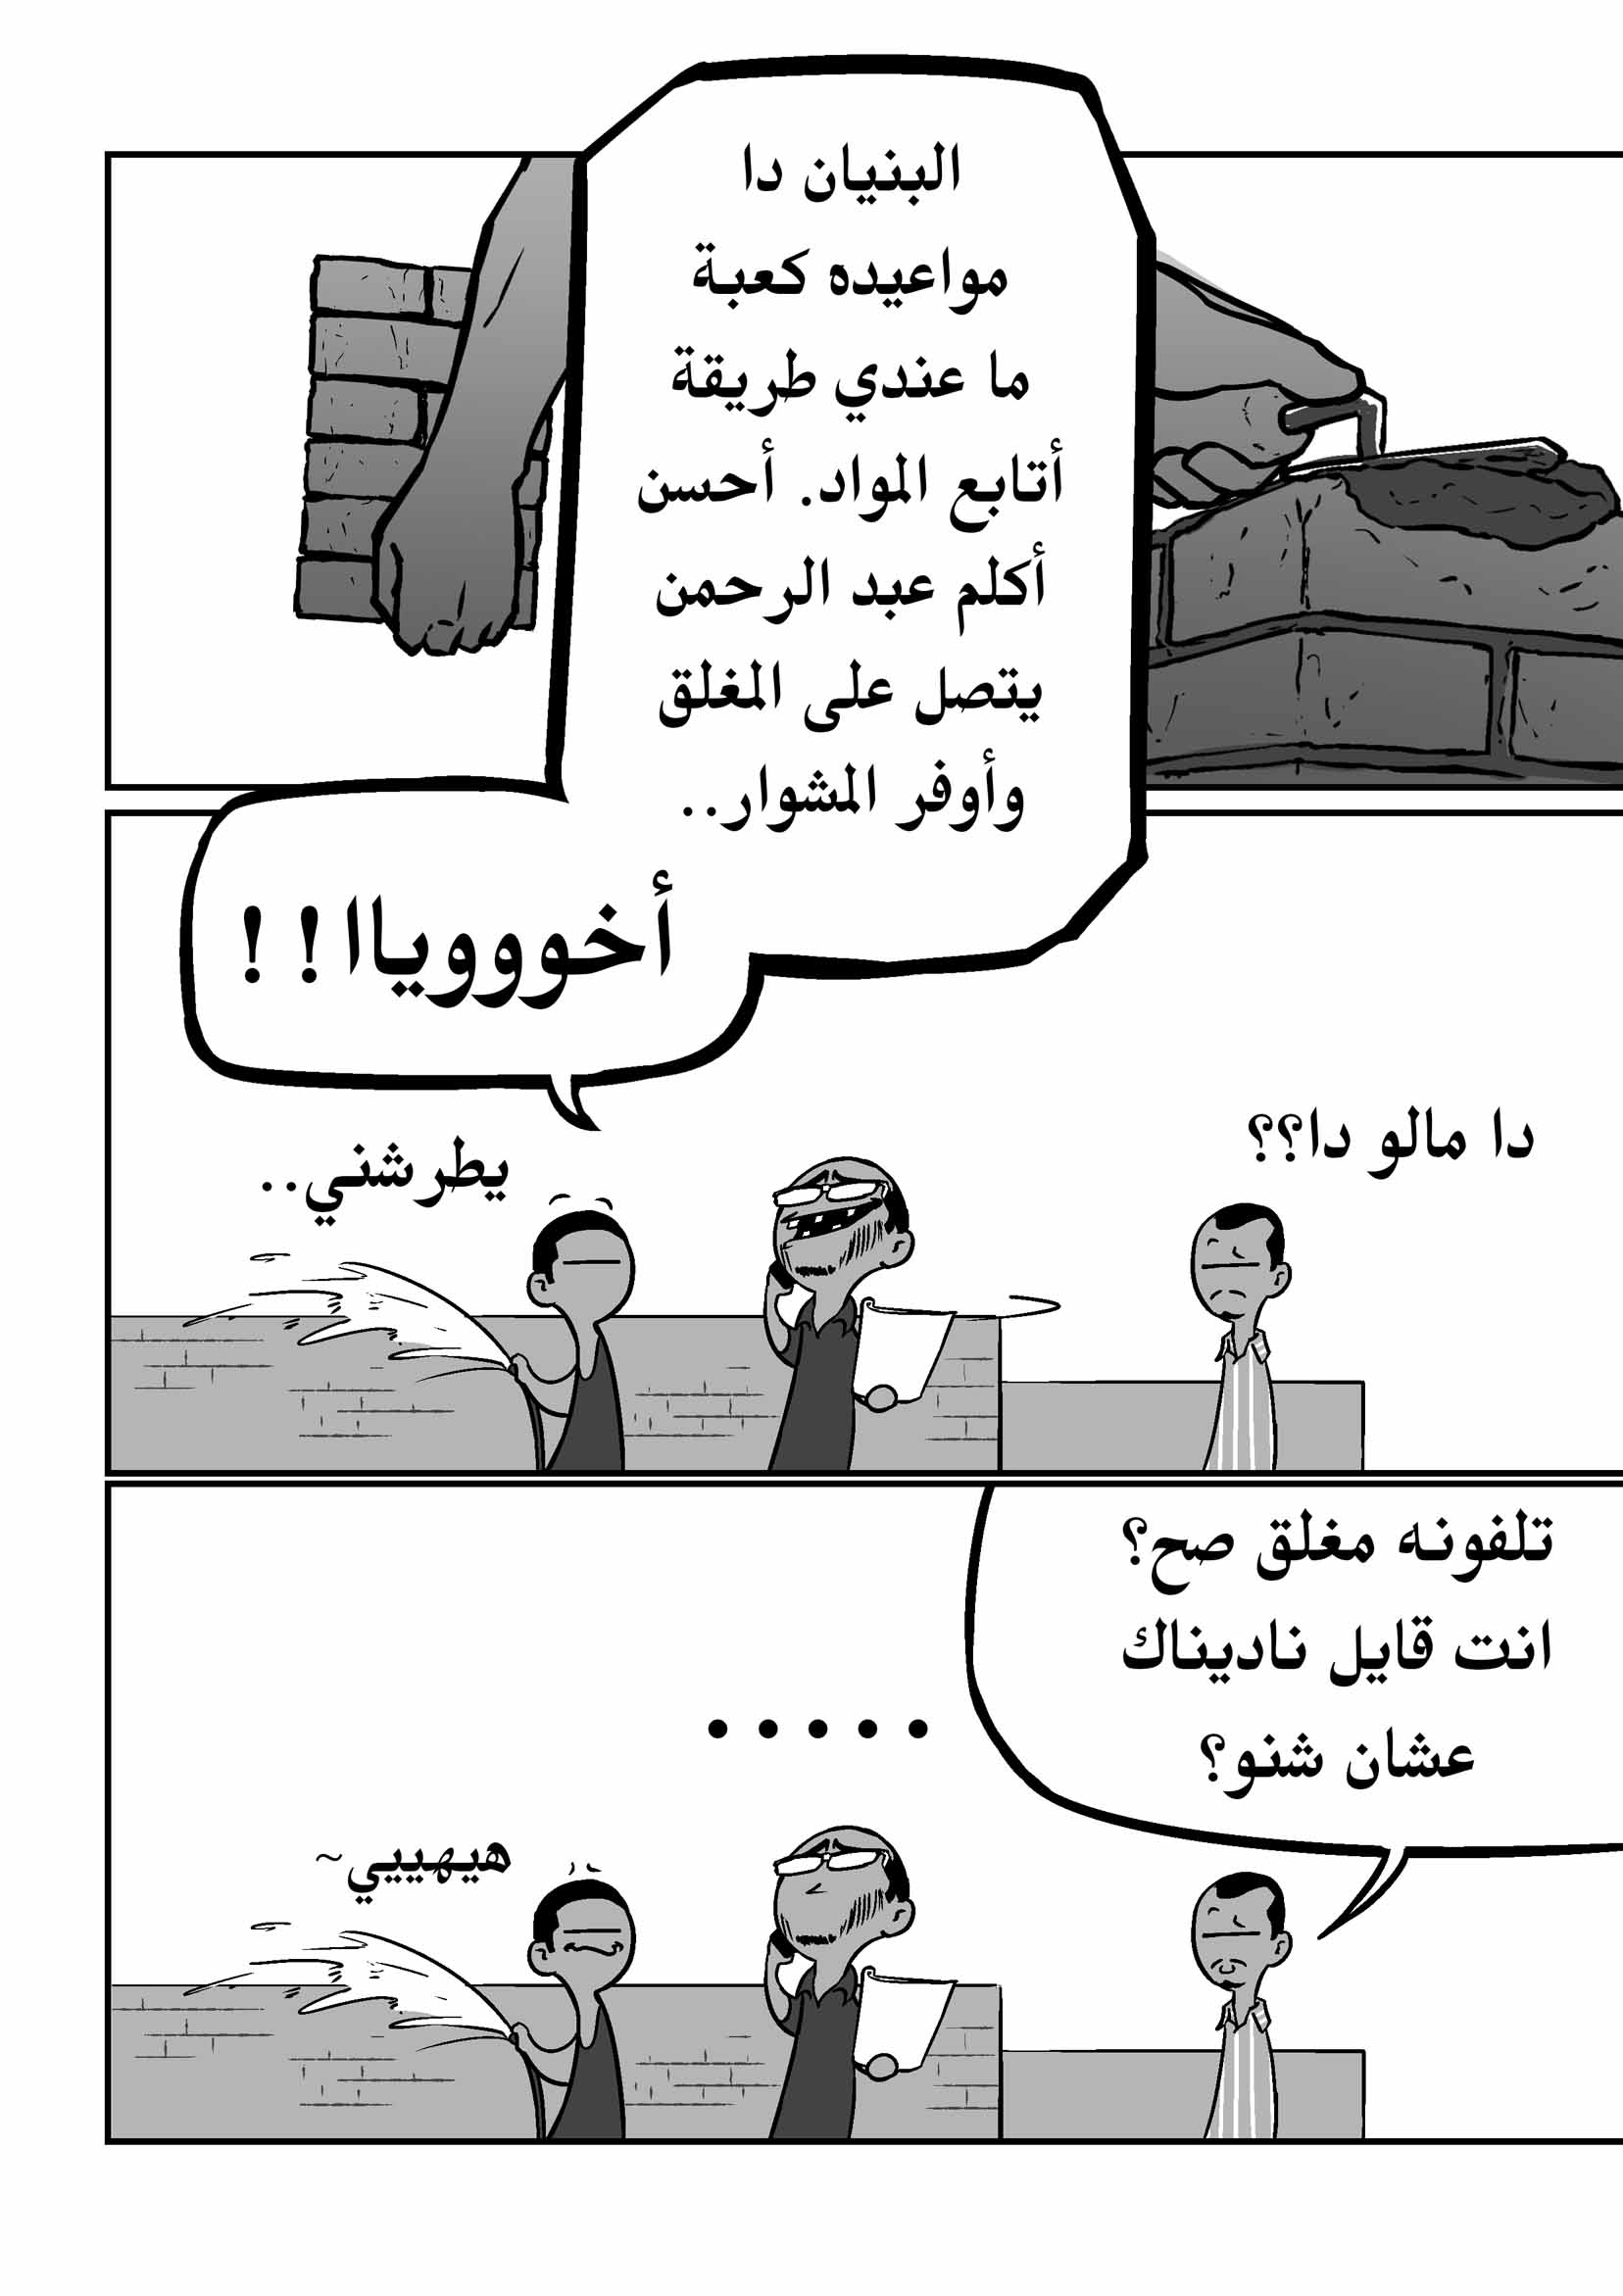 البنيان دا
مواعيده كعبة
ما عندي طريقة
أتابع المواد. أحسن
أكلم عبد الرحمن
يتصل على المغلق
وأوفر المشوار..
أخوووياا!!
دا مالو دا؟؟
يطرشني..
تلفونه مغلق صح؟
انت قايل ناديناك
عشان شنو؟
.....
هيهييي~